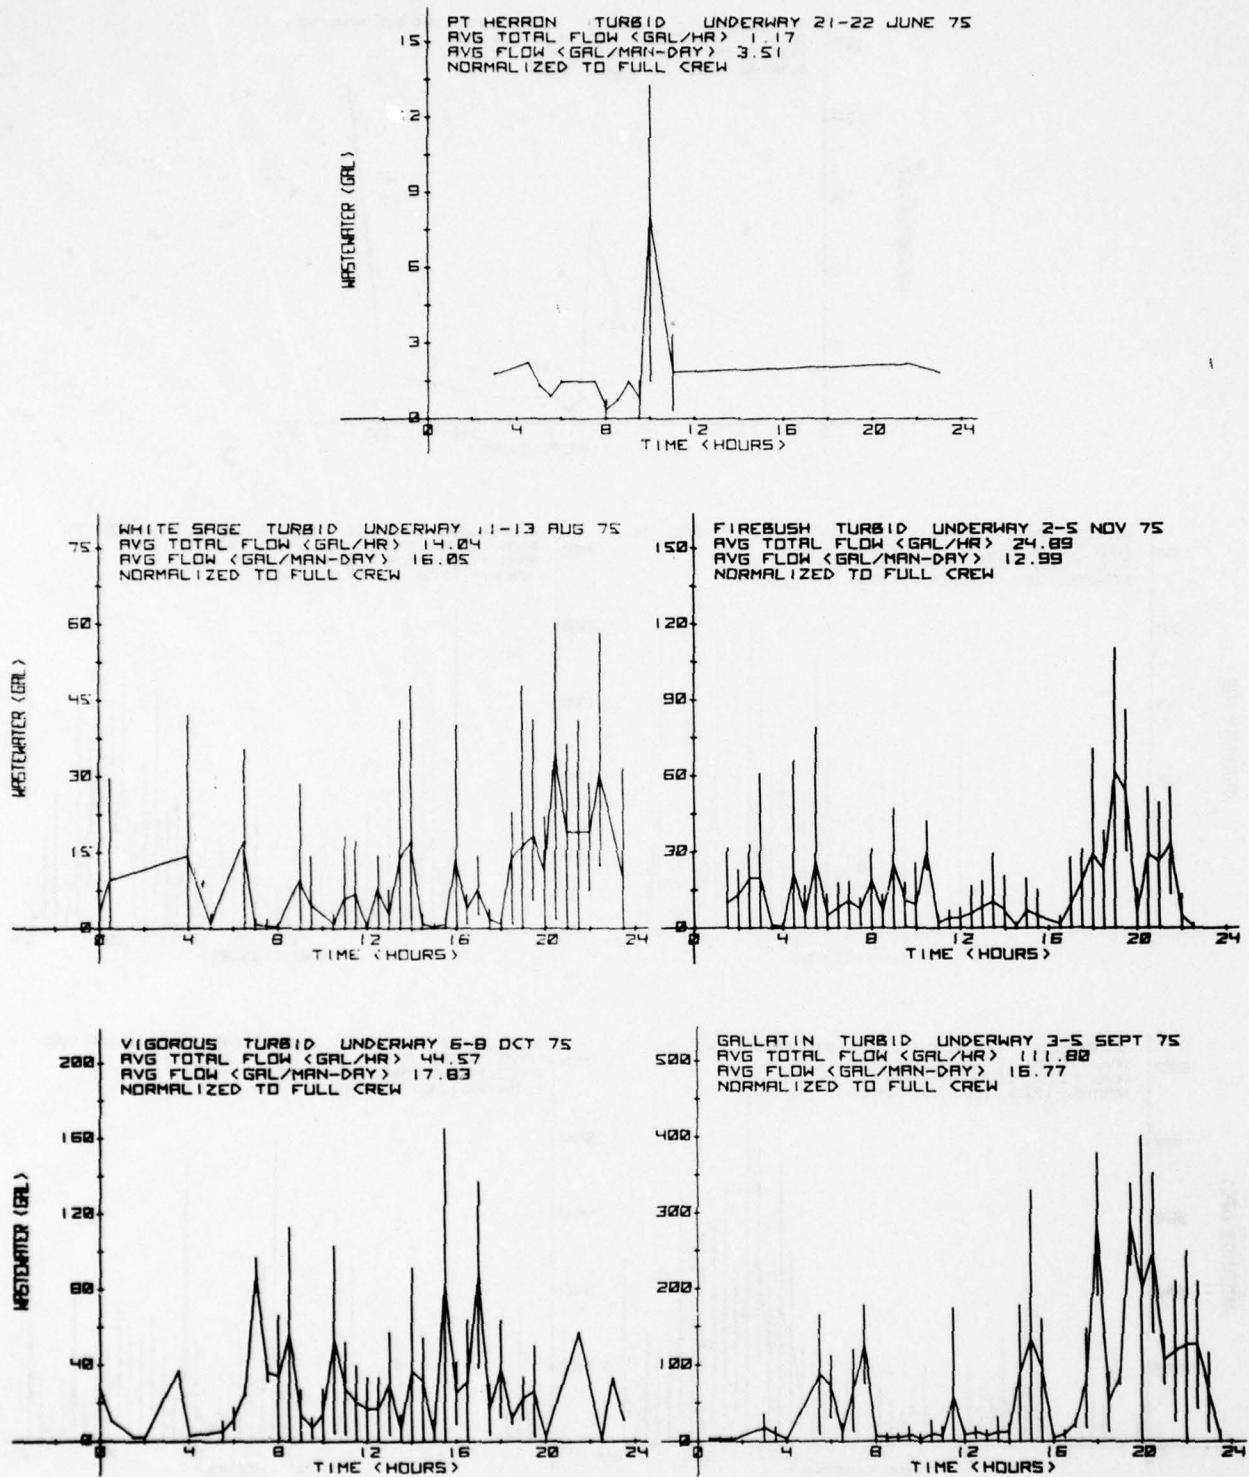 PT HERRON TURBID UNDERWAY 21-22 JUNE 75
AVG TOTAL FLOW <GAL/HR> 1.17
AVG FLOW <GAL/MAN-DAY> 3.51
NORMALIZED TO FULL CREW
15
12
9
6
3
0
WASTEWATER <GAL>
0 4 8 12 16 20 24
TIME <HOURS>
WHITE SAGE TURBID UNDERWAY 11-13 AUG 75
AVG TOTAL FLOW <GAL/HR> 14.04
AVG FLOW <GAL/MAN-DAY> 16.05
NORMALIZED TO FULL CREW
75
60
45
30
15
0
WASTEWATER <GAL>
0 4 8 12 16 20 24
TIME <HOURS>
FIREBUSH TURBID UNDERWAY 2-5 NOV 75
AVG TOTAL FLOW <GAL/HR> 24.89
AVG FLOW <GAL/MAN-DAY> 12.99
NORMALIZED TO FULL CREW
150
120
90
60
30
0
0 4 8 12 16 20 24
TIME <HOURS>
VIGOROUS TURBID UNDERWAY 6-8 OCT 75
AVG TOTAL FLOW <GAL/HR> 44.57
AVG FLOW <GAL/MAN-DAY> 17.83
NORMALIZED TO FULL CREW
200
160
120
80
40
0
WASTEWATER <GAL>
0 4 8 12 16 20 24
TIME <HOURS>
GALLATIN TURBID UNDERWAY 3-5 SEPT 75
AVG TOTAL FLOW <GAL/HR> 111.80
AVG FLOW <GAL/MAN-DAY> 16.77
NORMALIZED TO FULL CREW
500
400
300
200
100
0
0 4 8 12 16 20 24
TIME <HOURS>